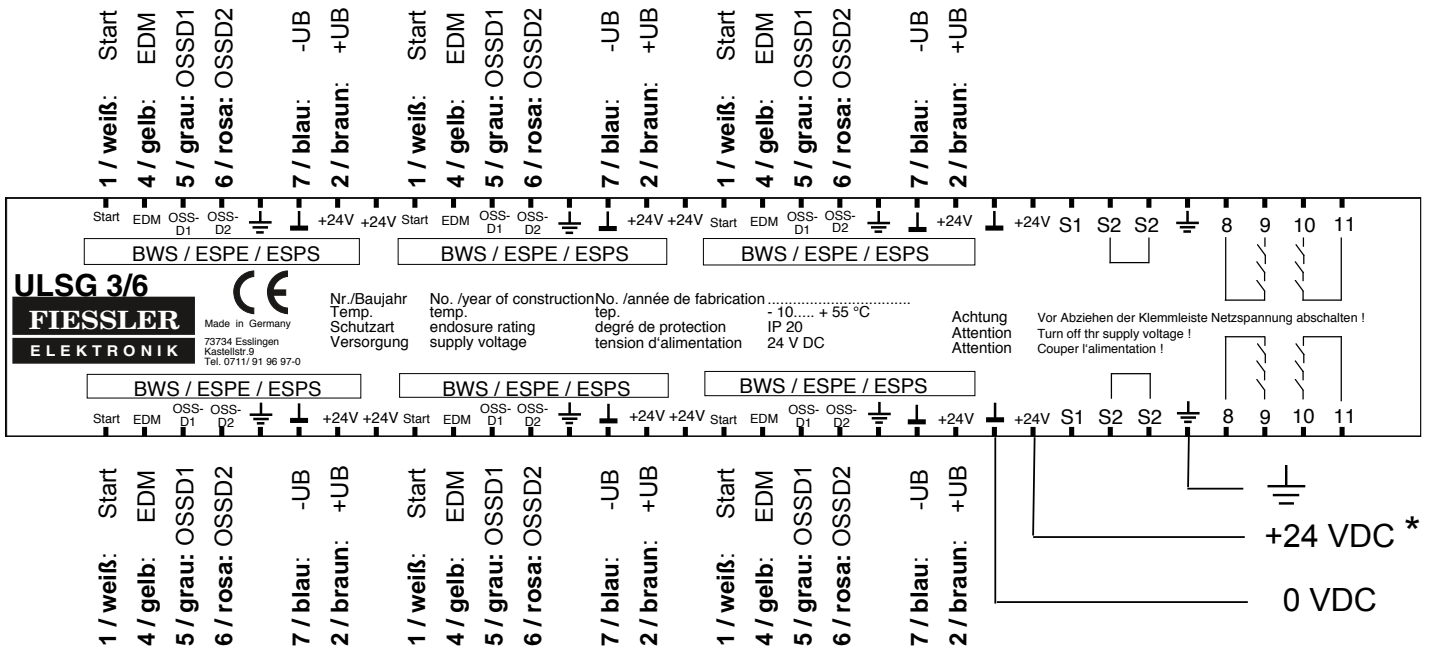 1 / weiß: Start
4 / gelb: EDM
5 / grau: OSSD1
6 / rosa: OSSD2
7 / blau: -UB
2 / braun: +UB
1 / weiß: Start
4 / gelb: EDM
5 / grau: OSSD1
6 / rosa: OSSD2
7 / blau: -UB
2 / braun: +UB
1 / weiß: Start
4 / gelb: EDM
5 / grau: OSSD1
6 / rosa: OSSD2
7 / blau: -UB
2 / braun: +UB
Start EDM OSS-D1 OSS-D2 +24V +24V Start EDM OSS-D1 OSS-D2 +24V +24V Start EDM OSS-D1 OSS-D2 +24V +24V S1 S2 S2 8 9 10 11
BWS / ESPE / ESPS BWS / ESPE / ESPS BWS / ESPE / ESPS
ULSG 3/6
FIESSLER
ELEKTRONIK
CE
Made in Germany
73734 Esslingen
Kastellstr.9
Tel. 0711/ 91 96 97-0
Nr./Baujahr No. /year of construction No. /année de fabrication ..................................
Temp. temp. tep. - 10..... + 55 °C
Schutzart endosure rating degré de protection IP 20
Versorgung supply voltage tension d‘alimentation 24 V DC
Achtung Vor Abziehen der Klemmleiste Netzspannung abschalten !
Attention Turn off thr supply voltage !
Attention Couper l‘alimentation !
BWS / ESPE / ESPS BWS / ESPE / ESPS BWS / ESPE / ESPS
Start EDM OSS-D1 OSS-D2 +24V +24V Start EDM OSS-D1 OSS-D2 +24V +24V Start EDM OSS-D1 OSS-D2 +24V +24V S1 S2 S2 8 9 10 11
1 / weiß: Start
4 / gelb: EDM
5 / grau: OSSD1
6 / rosa: OSSD2
7 / blau: -UB
2 / braun: +UB
1 / weiß: Start
4 / gelb: EDM
5 / grau: OSSD1
6 / rosa: OSSD2
7 / blau: -UB
2 / braun: +UB
1 / weiß: Start
4 / gelb: EDM
5 / grau: OSSD1
6 / rosa: OSSD2
7 / blau: -UB
2 / braun: +UB
+24 VDC *
0 VDC